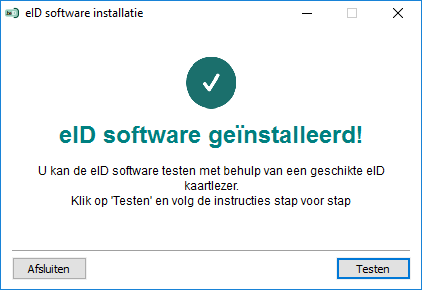 eID software installatie
eID software geïnstalleerd!
U kan de eID software testen met behulp van een geschikte eID
kaartlezer.
Klik op 'Testen' en volg de instructies stap voor stap
Afsluiten
Testen